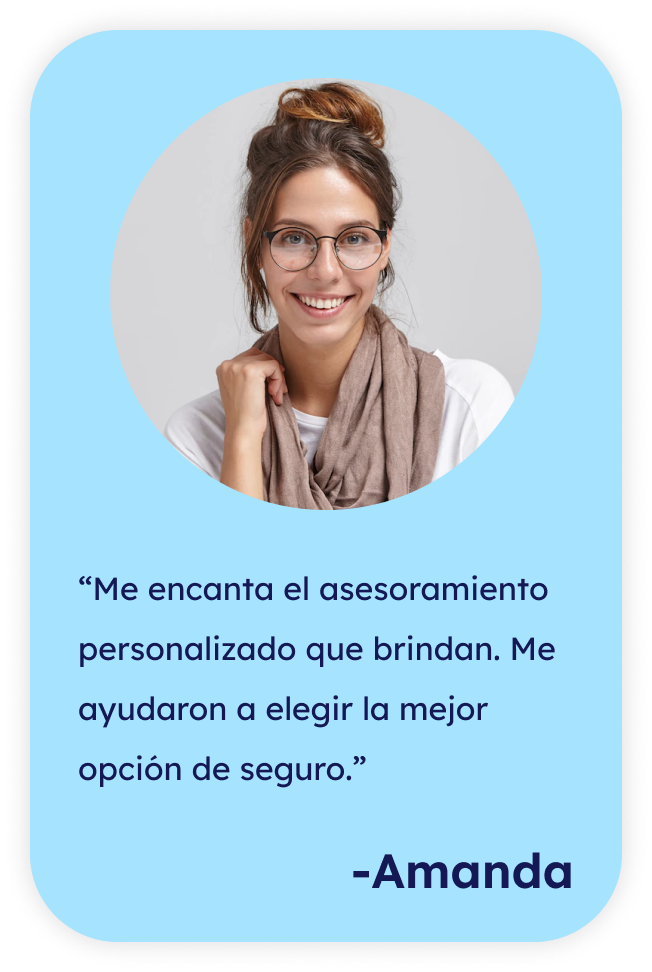 “Me encanta el asesoramiento
personalizado que brindan. Me
ayudaron a elegir la mejor
opción de seguro.”
-Amanda